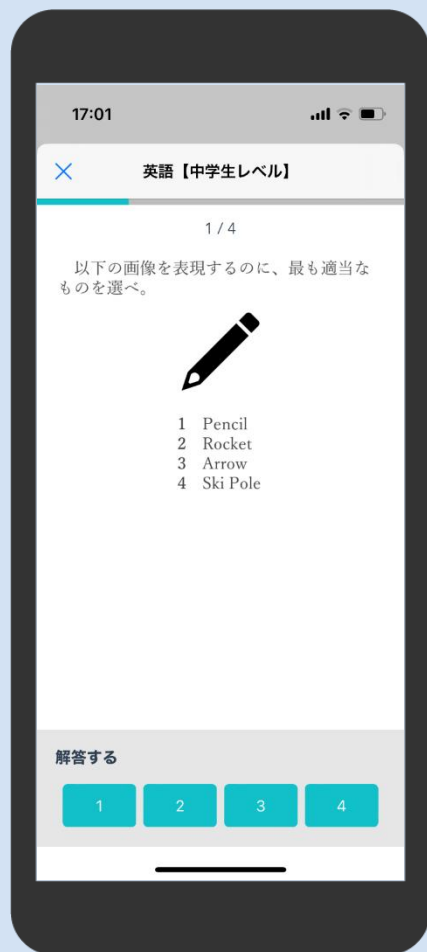 17:01
英語【中学生レベル】
1 / 4
以下の画像を表現するのに、最も適当な
ものを選べ。
1 Pencil
2 Rocket
3 Arrow
4 Ski Pole
解答する
1 2 3 4